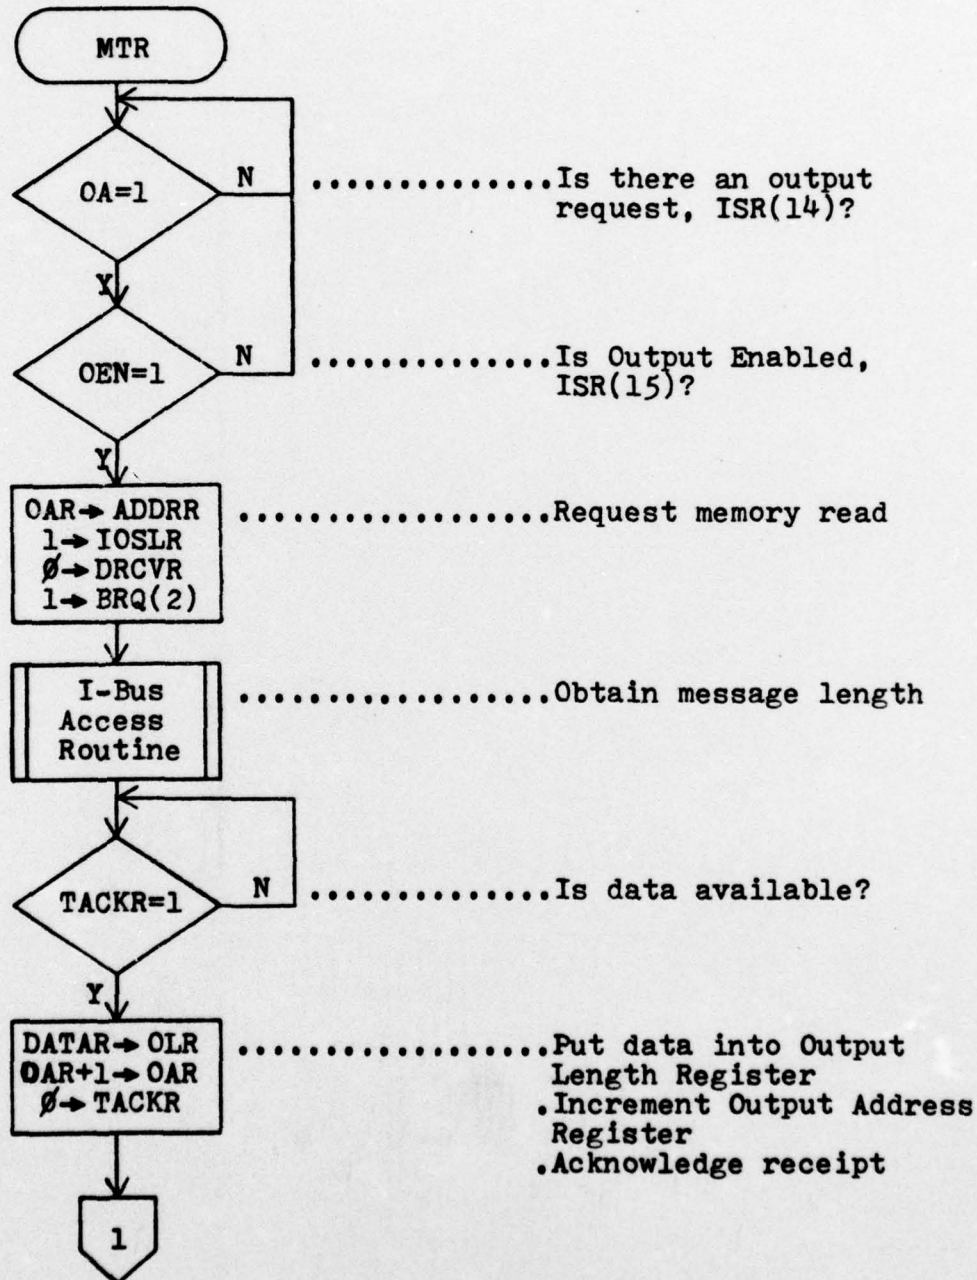 MTR
OA=1
N
..............Is there an output
request, ISR(14)?
Y
OEN=1
N
..............Is Output Enabled,
ISR(15)?
Y
OAR→ ADDRR
1→ IOSLR
Ø→ DRCVR
1→ BRQ(2)
..................Request memory read
I-Bus
Access
Routine
..................Obtain message length
TACKR=1
N
..............Is data available?
Y
DATAR→ OLR
OAR+1→ OAR
Ø→ TACKR
..................Put data into Output
Length Register
.Increment Output Address
Register
.Acknowledge receipt
1